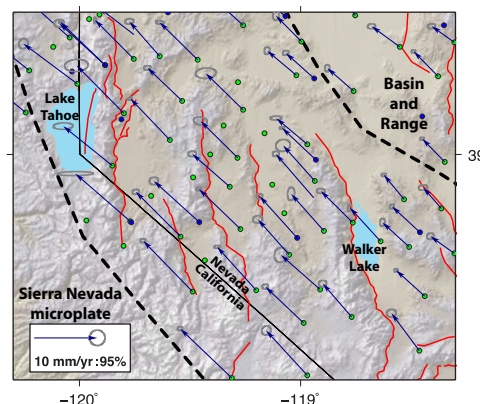 Lake
Tahoe
Basin
and
Range
39
Walker
Lake
Nevada
California
Sierra Nevada
microplate
10 mm/yr :95%
−120°
−119°